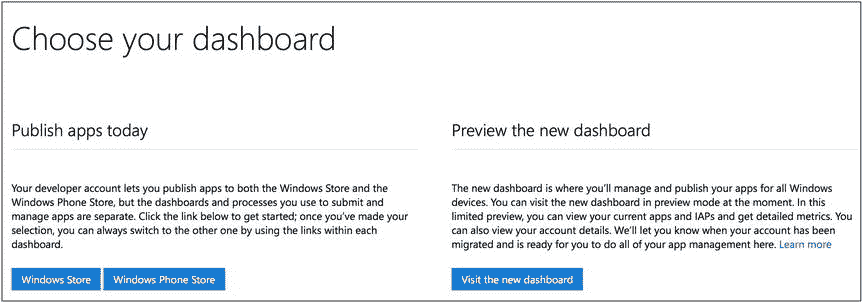 Choose your dashboard
Publish apps today
Your developer account lets you publish apps to both the Windows Store and the
Windows Phone Store, but the dashboards and processes you use to submit and
manage apps are separate. Click the link below to get started; once you've made your
selection, you can always switch to the other one by using the links within each
dashboard.
Windows Store
Windows Phone Store
Preview the new dashboard
The new dashboard is where you'll manage and publish your apps for all Windows
devices. You can visit the new dashboard in preview mode at the moment. In this
limited preview, you can view your current apps and IAPs and get detailed metrics. You
can also view your account details. We'll let you know when your account has been
migrated and is ready for you to do all of your app management here. Learn more
Visit the new dashboard